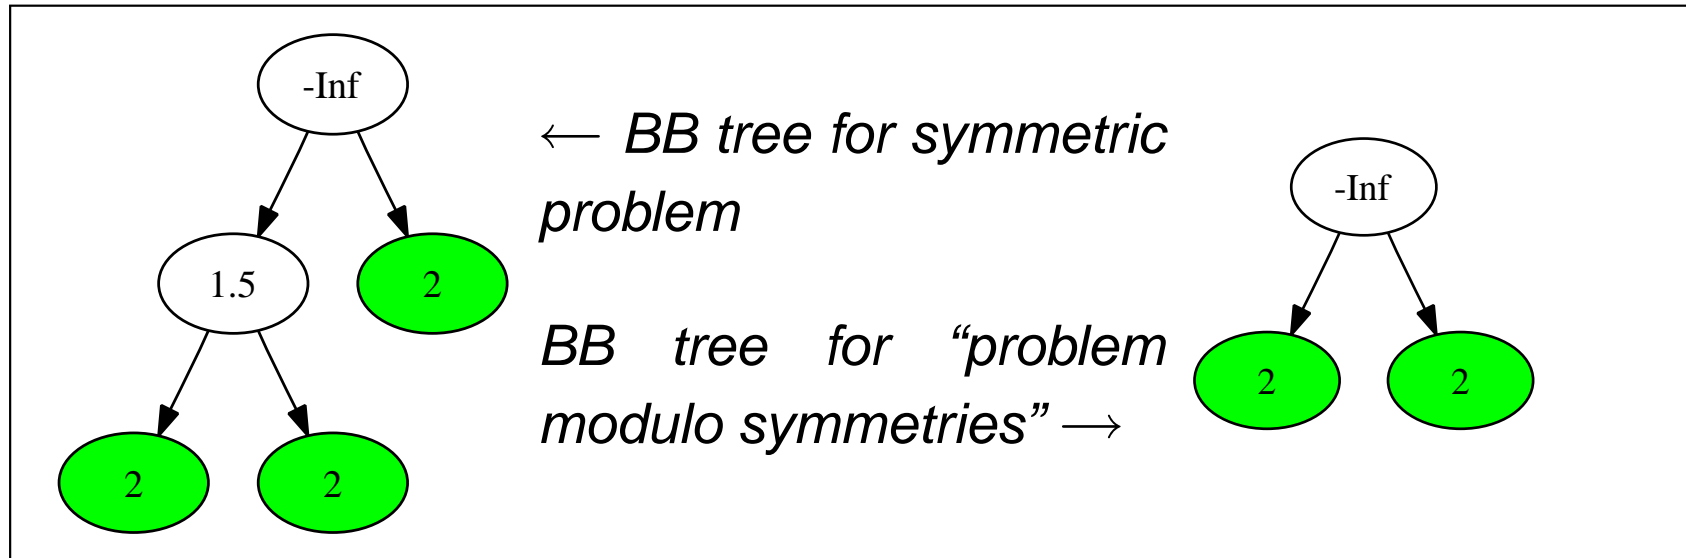 -Inf
1.5
2
2
2
← BB tree for symmetric
problem
BB tree for “problem
modulo symmetries” →
-Inf
2
2